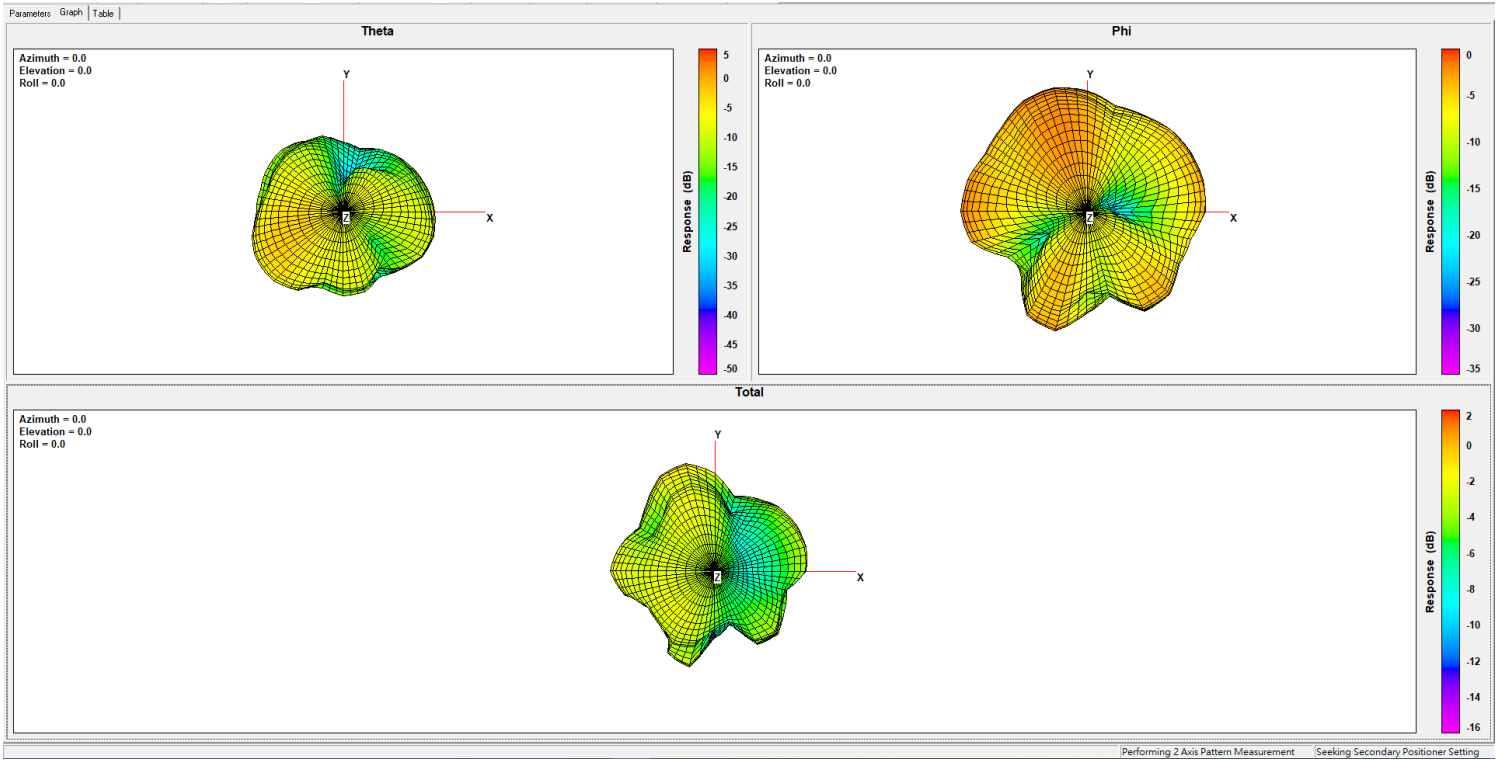 Parameters Graph Table
Theta
Azimuth = 0.0
Elevation = 0.0
Roll = 0.0
Y
X
Z
5
0
-5
-10
-15
-20
-25
-30
-35
-40
-45
-50
Response (dB)
Phi
Azimuth = 0.0
Elevation = 0.0
Roll = 0.0
Y
X
Z
0
-5
-10
-15
-20
-25
-30
-35
Response (dB)
Total
Azimuth = 0.0
Elevation = 0.0
Roll = 0.0
Y
X
Z
2
0
-2
-4
-6
-8
-10
-12
-14
-16
Response (dB)
Performing 2 Axis Pattern Measurement Seeking Secondary Positioner Setting